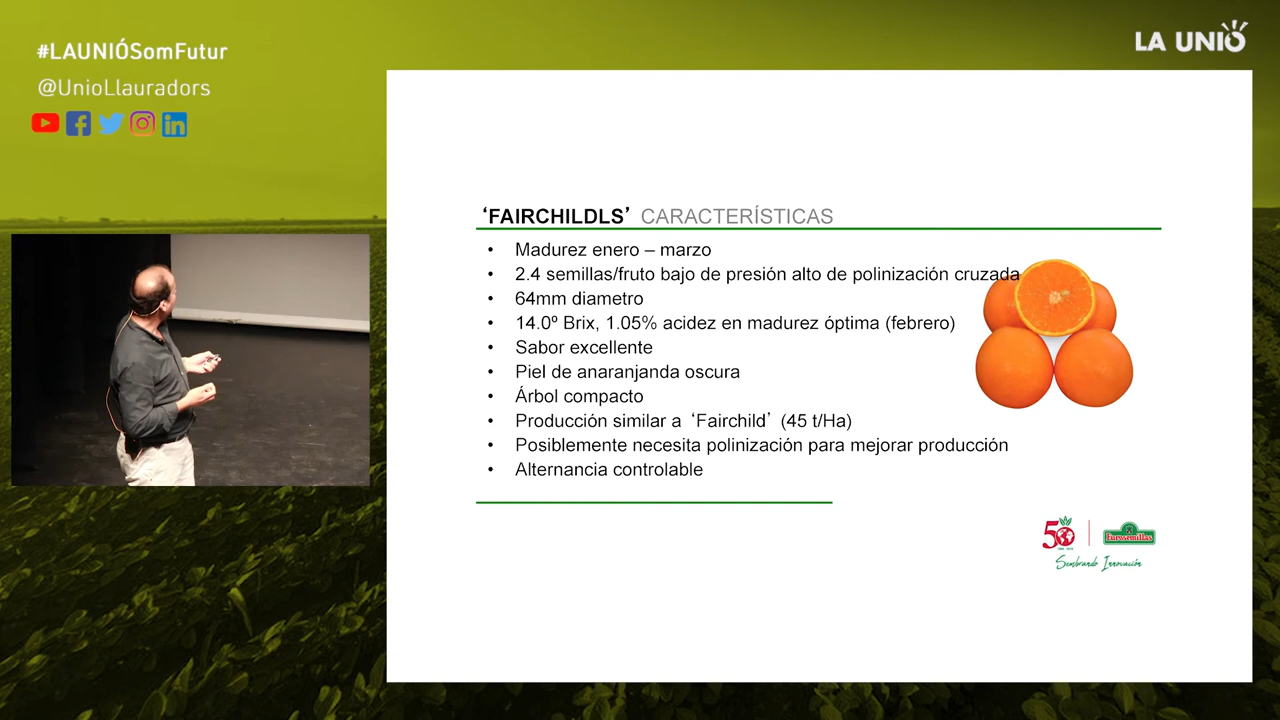 #LAUNIÓSomFutur
@UnioLlauradors
LA UNIÓ
‘FAIRCHILDLS’ CARACTERÍSTICAS
• Madurez enero – marzo
• 2.4 semillas/fruto bajo de presión alto de polinización cruzada
• 64mm diametro
• 14.0º Brix, 1.05% acidez en madurez óptima (febrero)
• Sabor excellente
• Piel de anaranjanda oscura
• Árbol compacto
• Producción similar a ‘Fairchild’ (45 t/Ha)
• Posiblemente necesita polinización para mejorar producción
• Alternancia controlable
50
Eurosemillas
Sembrando Innovación